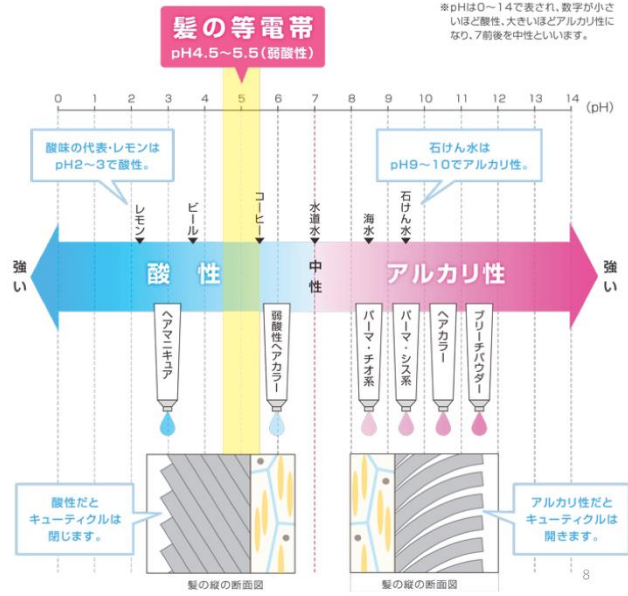 髪の等電帯
pH4.5〜5.5(弱酸性)
※pHは0〜14で表され、数字が小さ
いほど酸性、大きいほどアルカリ性に
なり、7前後を中性といいます。
0 1 2 3 4 5 6 7 8 9 10 11 12 13 14 (pH)
酸味の代表・レモンは
pH2〜3で酸性。
石けん水は
pH9〜10でアルカリ性。
レモン
ビール
コーヒー
水道水
海水
石けん水
強い
酸性
中性
アルカリ性
強い
ヘアマニキュア
弱酸性ヘアカラー
パーマ・チオ系
パーマ・シス系
ヘアカラー
ブリーチパウダー
酸性だと
キューティクルは
閉じます。
アルカリ性だと
キューティクルは
開きます。
髪の縦の断面図
髪の縦の断面図
8